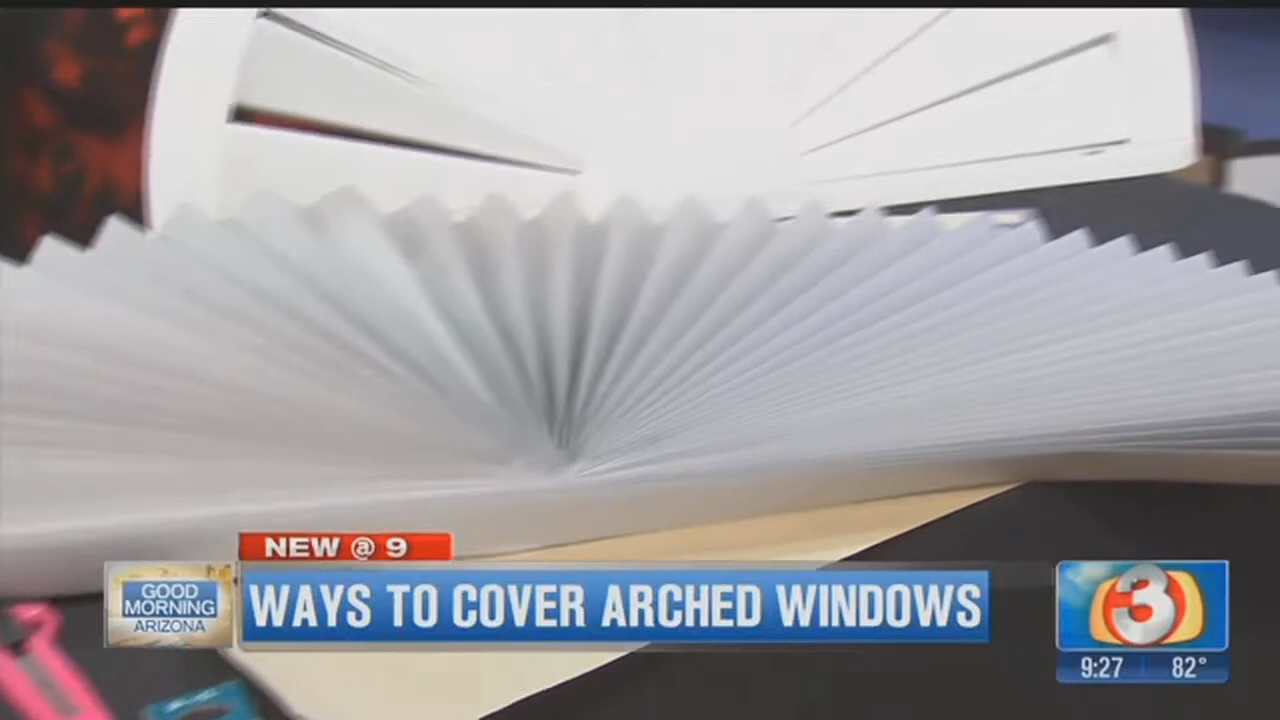 NEW @ 9
GOOD
MORNING
ARIZONA
WAYS TO COVER ARCHED WINDOWS
3
9:27 82°